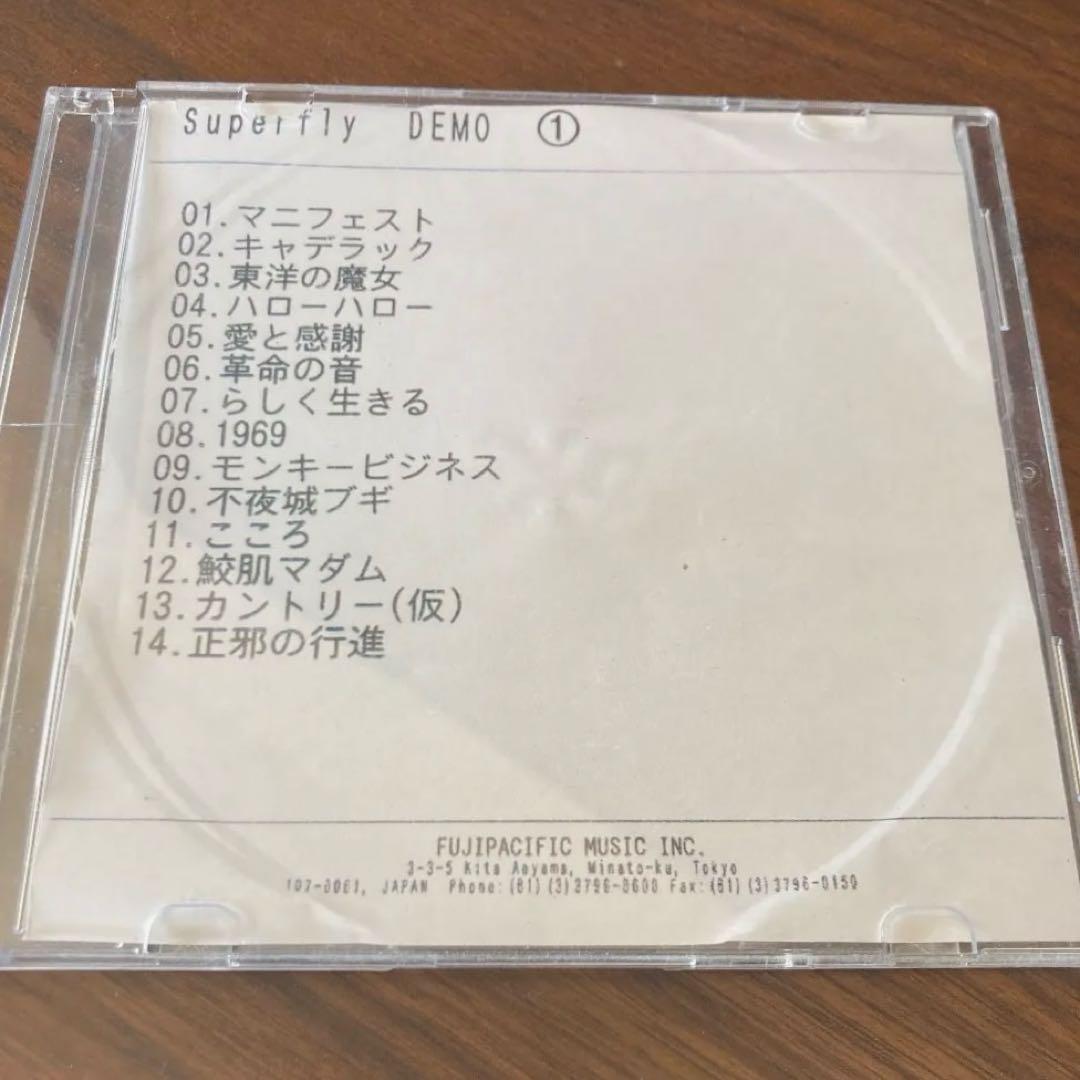 Superfly DEMO ①
01.マニフェスト
02.キャデラック
03.東洋の魔女
04.ハローハロー
05.愛と感謝
06.革命の音
07.らしく生きる
08.1969
09.モンキービジネス
10.不夜城ブギ
11.こころ
12.鮫肌マダム
13.カントリー(仮)
14.正邪の行進
FUJIPACIFIC MUSIC INC.
3-3-5 Kita Aoyama, Minato-ku, Tokyo
107-0061, JAPAN Phone:(81)(3)3796-0600 Fax:(81)(3)3796-0150